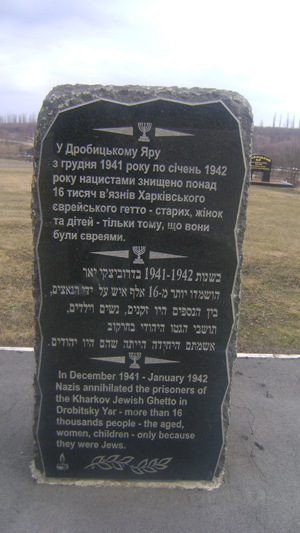 У Дробицькому Яру
з грудня 1941 року по січень 1942
року нацистами знищено понад
16 тисяч в'язнів Харківського
єврейського гетто - старих, жінок
та дітей - тільки тому, що вони
були євреями.
בשנות 1941-1942 בדרוביצקי יאר
הושמדו יותר מ-16 אלף איש על ידי הנאצים,
בין הנספים היו זקנים, נשים וילדים,
תושבי הגטו היהודי בחרקוב
אשמתם היחידה הייתה שהם היו יהודים.
In December 1941 - January 1942
Nazis annihilated the prisoners of
the Kharkov Jewish Ghetto in
Drobitsky Yar - more than 16
thousands people - the aged,
women, children - only because
they were Jews.